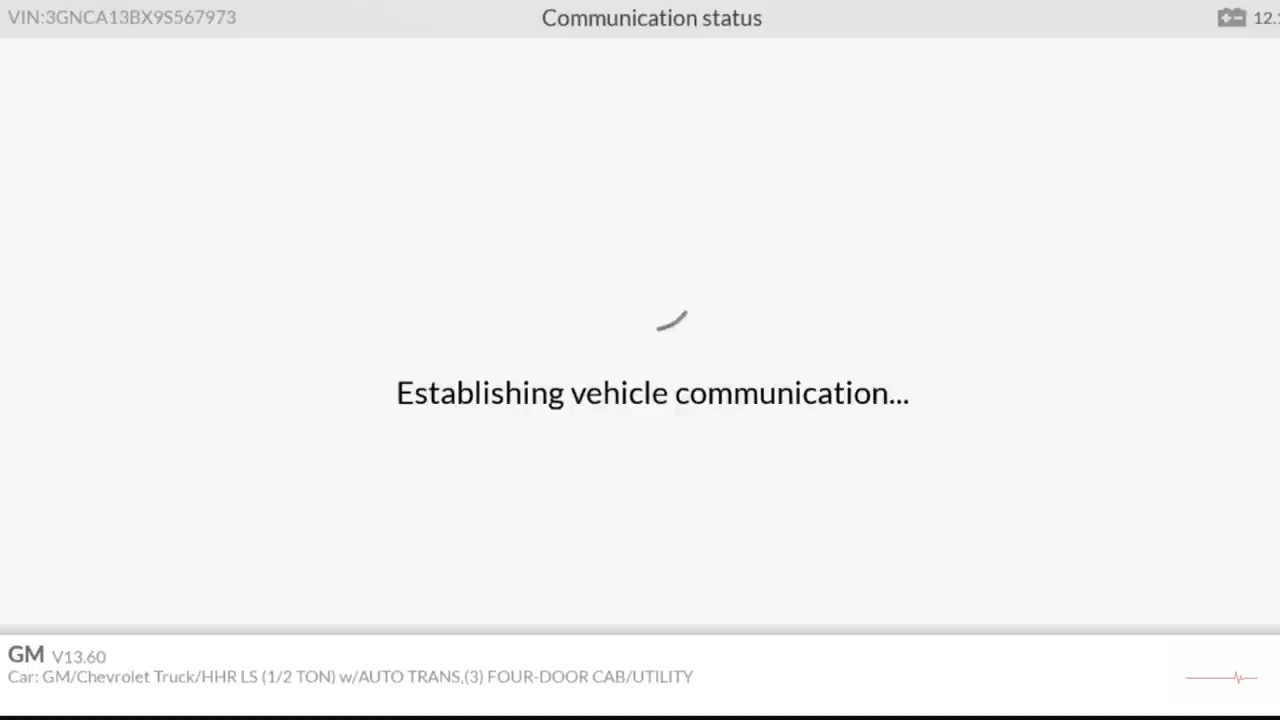 VIN:3GNCA13BX9S567973
Communication status
12.
Establishing vehicle communication...
GM V13.60
Car: GM/Chevrolet Truck/HHR LS (1/2 TON) w/AUTO TRANS,(3) FOUR-DOOR CAB/UTILITY